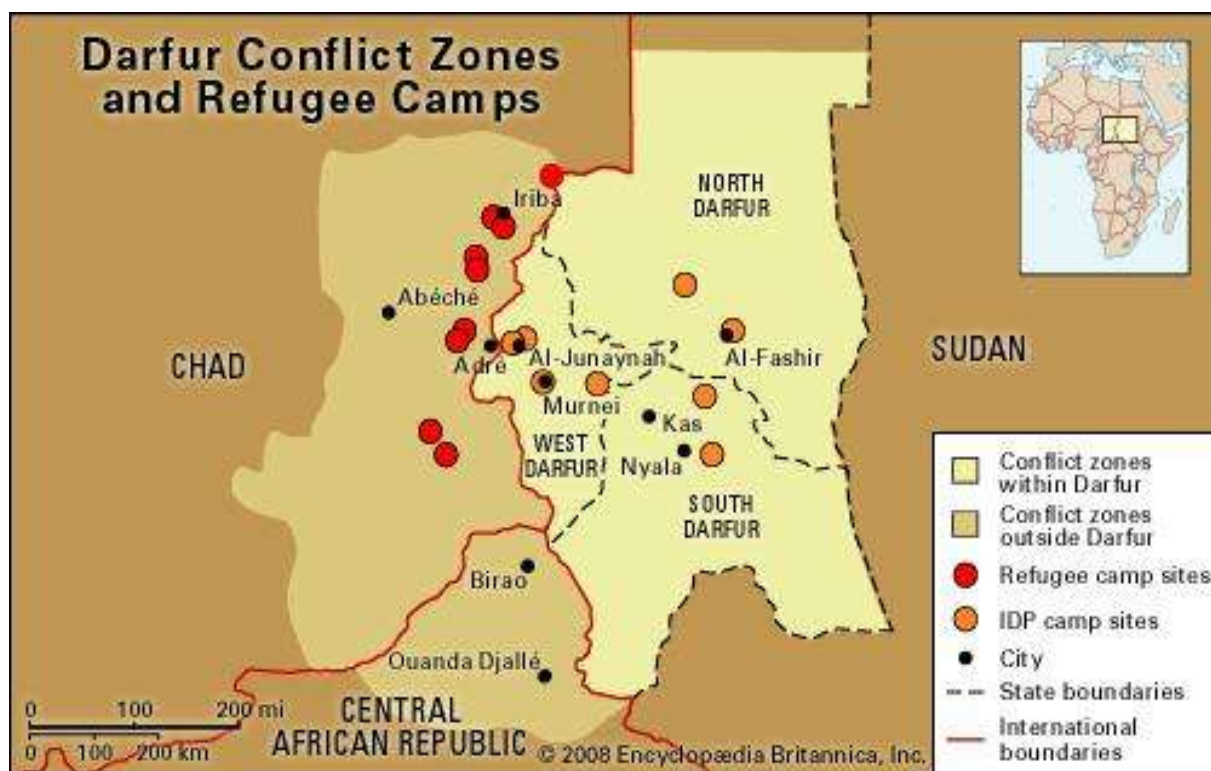 Darfur Conflict Zones
and Refugee Camps
Iriba
NORTH
DARFUR
Abéché
CHAD
Adré
Al-Junaynah
Al-Fashir
SUDAN
Murnei
Kas
WEST
DARFUR
Nyala
SOUTH
DARFUR
Birao
Ouanda Djallé
CENTRAL
AFRICAN REPUBLIC
0 100 200 mi
0 100 200 km
© 2008 Encyclopædia Britannica, Inc.
Conflict zones
within Darfur
Conflict zones
outside Darfur
Refugee camp sites
IDP camp sites
City
State boundaries
International
boundaries